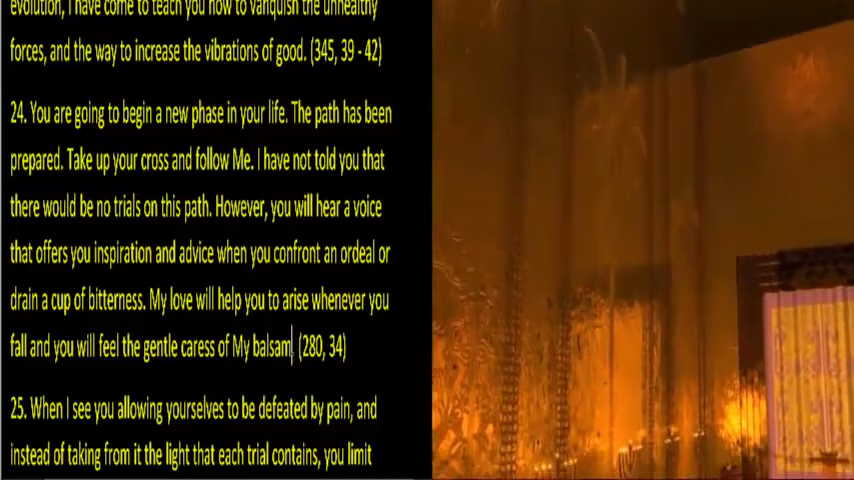 evolution, I have come to teach you how to vanquish the unhealthy
forces, and the way to increase the vibrations of good. (345, 39 - 42)
24. You are going to begin a new phase in your life. The path has been
prepared. Take up your cross and follow Me. I have not told you that
there would be no trials on this path. However, you will hear a voice
that offers you inspiration and advice when you confront an ordeal or
drain a cup of bitterness. My love will help you to arise whenever you
fall and you will feel the gentle caress of My balsam. (280, 34)
25. When I see you allowing yourselves to be defeated by pain, and
instead of taking from it the light that each trial contains, you limit